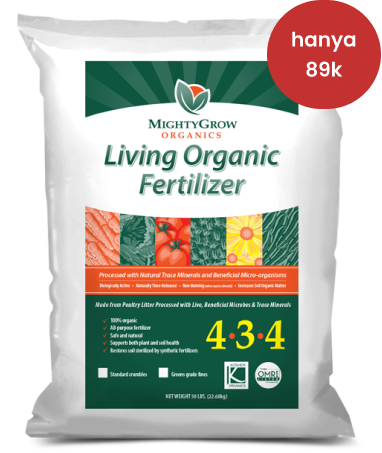 hanya
89k
MIGHTYGROW
ORGANICS
Living Organic
Fertilizer
Processed with Natural Trace Minerals and Beneficial Micro-organisms
Biologically Active • Naturally Time-Released • Non-Burning • Increases Soil Organic Matter
Made from Poultry Litter Processed with Live, Beneficial Microbes & Trace Minerals
✓ 100% organic
✓ All-purpose fertilizer
✓ Safe and natural
✓ Supports both plant and soil health
✓ Restores soil sterilized by synthetic fertilizers
4•3•4
Standard crumbles
Greens grade fines
KOSHER
ORGANICS
OMRI
LISTED
NET WEIGHT 50 LBS. (22.68kg)